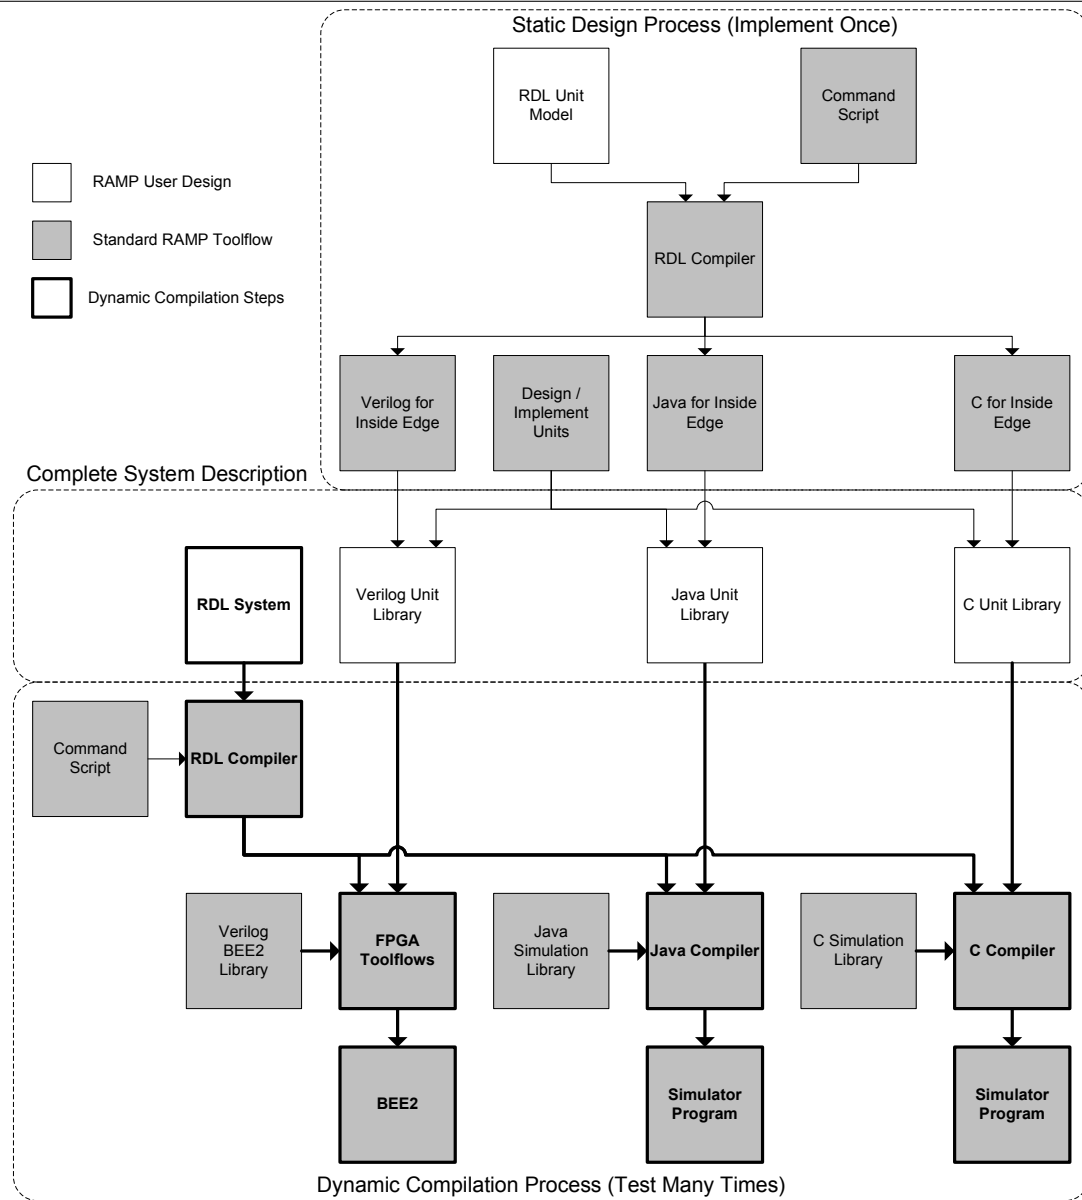 Static Design Process (Implement Once)
RDL Unit
Model
Command
Script
RAMP User Design
Standard RAMP Toolflow
Dynamic Compilation Steps
RDL Compiler
Verilog for
Inside Edge
Design /
Implement
Units
Java for Inside
Edge
C for Inside
Edge
Complete System Description
RDL System
Verilog Unit
Library
Java Unit
Library
C Unit Library
Command
Script
RDL Compiler
Verilog
BEE2
Library
FPGA
Toolflows
Java
Simulation
Library
Java Compiler
C Simulation
Library
C Compiler
BEE2
Simulator
Program
Simulator
Program
Dynamic Compilation Process (Test Many Times)